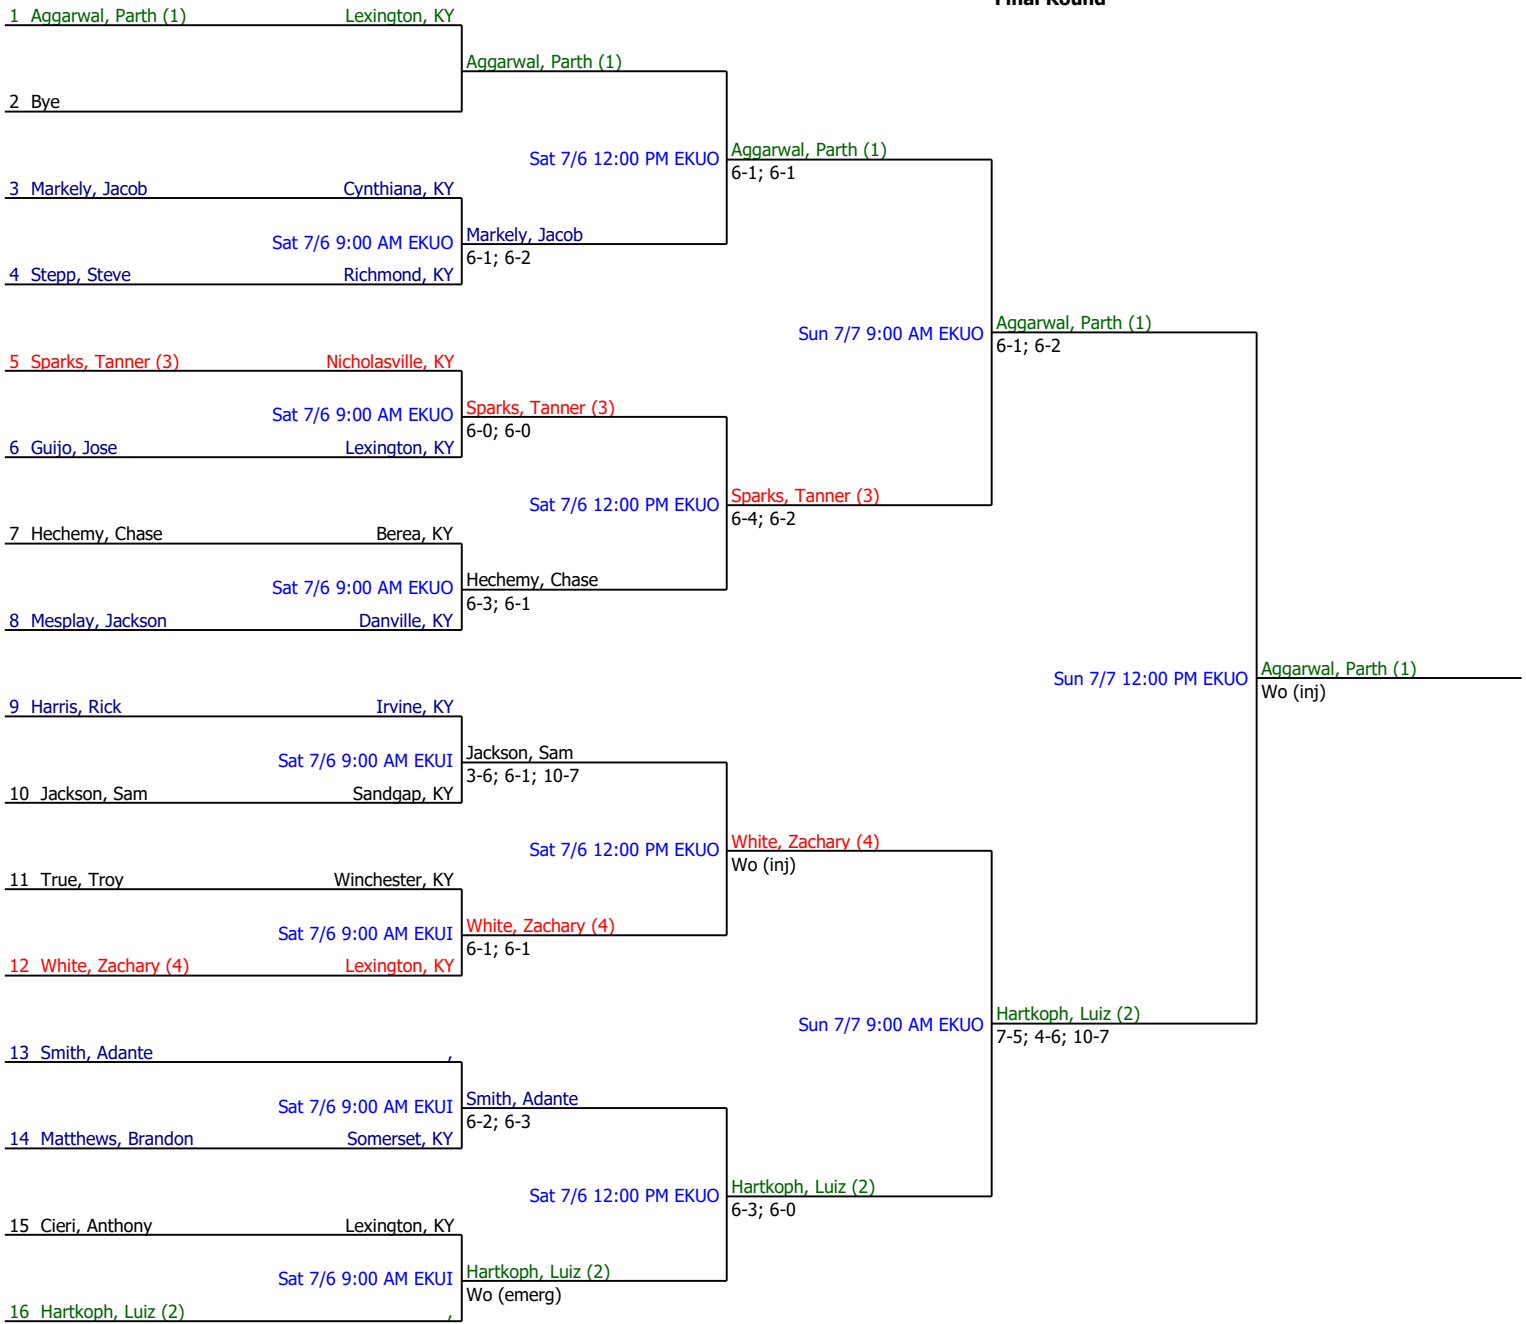 Final Round
1 Aggarwal, Parth (1) Lexington, KY
Aggarwal, Parth (1)
2 Bye
Sat 7/6 12:00 PM EKUO Aggarwal, Parth (1)
6-1; 6-1
3 Markely, Jacob Cynthiana, KY
Sat 7/6 9:00 AM EKUO Markely, Jacob
6-1; 6-2
4 Stepp, Steve Richmond, KY
Sun 7/7 9:00 AM EKUO Aggarwal, Parth (1)
6-1; 6-2
5 Sparks, Tanner (3) Nicholasville, KY
Sat 7/6 9:00 AM EKUO Sparks, Tanner (3)
6-0; 6-0
6 Guijo, Jose Lexington, KY
Sat 7/6 12:00 PM EKUO Sparks, Tanner (3)
6-4; 6-2
7 Hechemy, Chase Berea, KY
Sat 7/6 9:00 AM EKUO Hechemy, Chase
6-3; 6-1
8 Mesplay, Jackson Danville, KY
Sun 7/7 12:00 PM EKUO Aggarwal, Parth (1)
Wo (inj)
9 Harris, Rick Irvine, KY
Sat 7/6 9:00 AM EKUI Jackson, Sam
3-6; 6-1; 10-7
10 Jackson, Sam Sandgap, KY
Sat 7/6 12:00 PM EKUO White, Zachary (4)
Wo (inj)
11 True, Troy Winchester, KY
Sat 7/6 9:00 AM EKUI White, Zachary (4)
6-1; 6-1
12 White, Zachary (4) Lexington, KY
Sun 7/7 9:00 AM EKUO Hartkoph, Luiz (2)
7-5; 4-6; 10-7
13 Smith, Adante ,
Sat 7/6 9:00 AM EKUI Smith, Adante
6-2; 6-3
14 Matthews, Brandon Somerset, KY
Sat 7/6 12:00 PM EKUO Hartkoph, Luiz (2)
6-3; 6-0
15 Cieri, Anthony Lexington, KY
Sat 7/6 9:00 AM EKUI Hartkoph, Luiz (2)
Wo (emerg)
16 Hartkoph, Luiz (2) ,